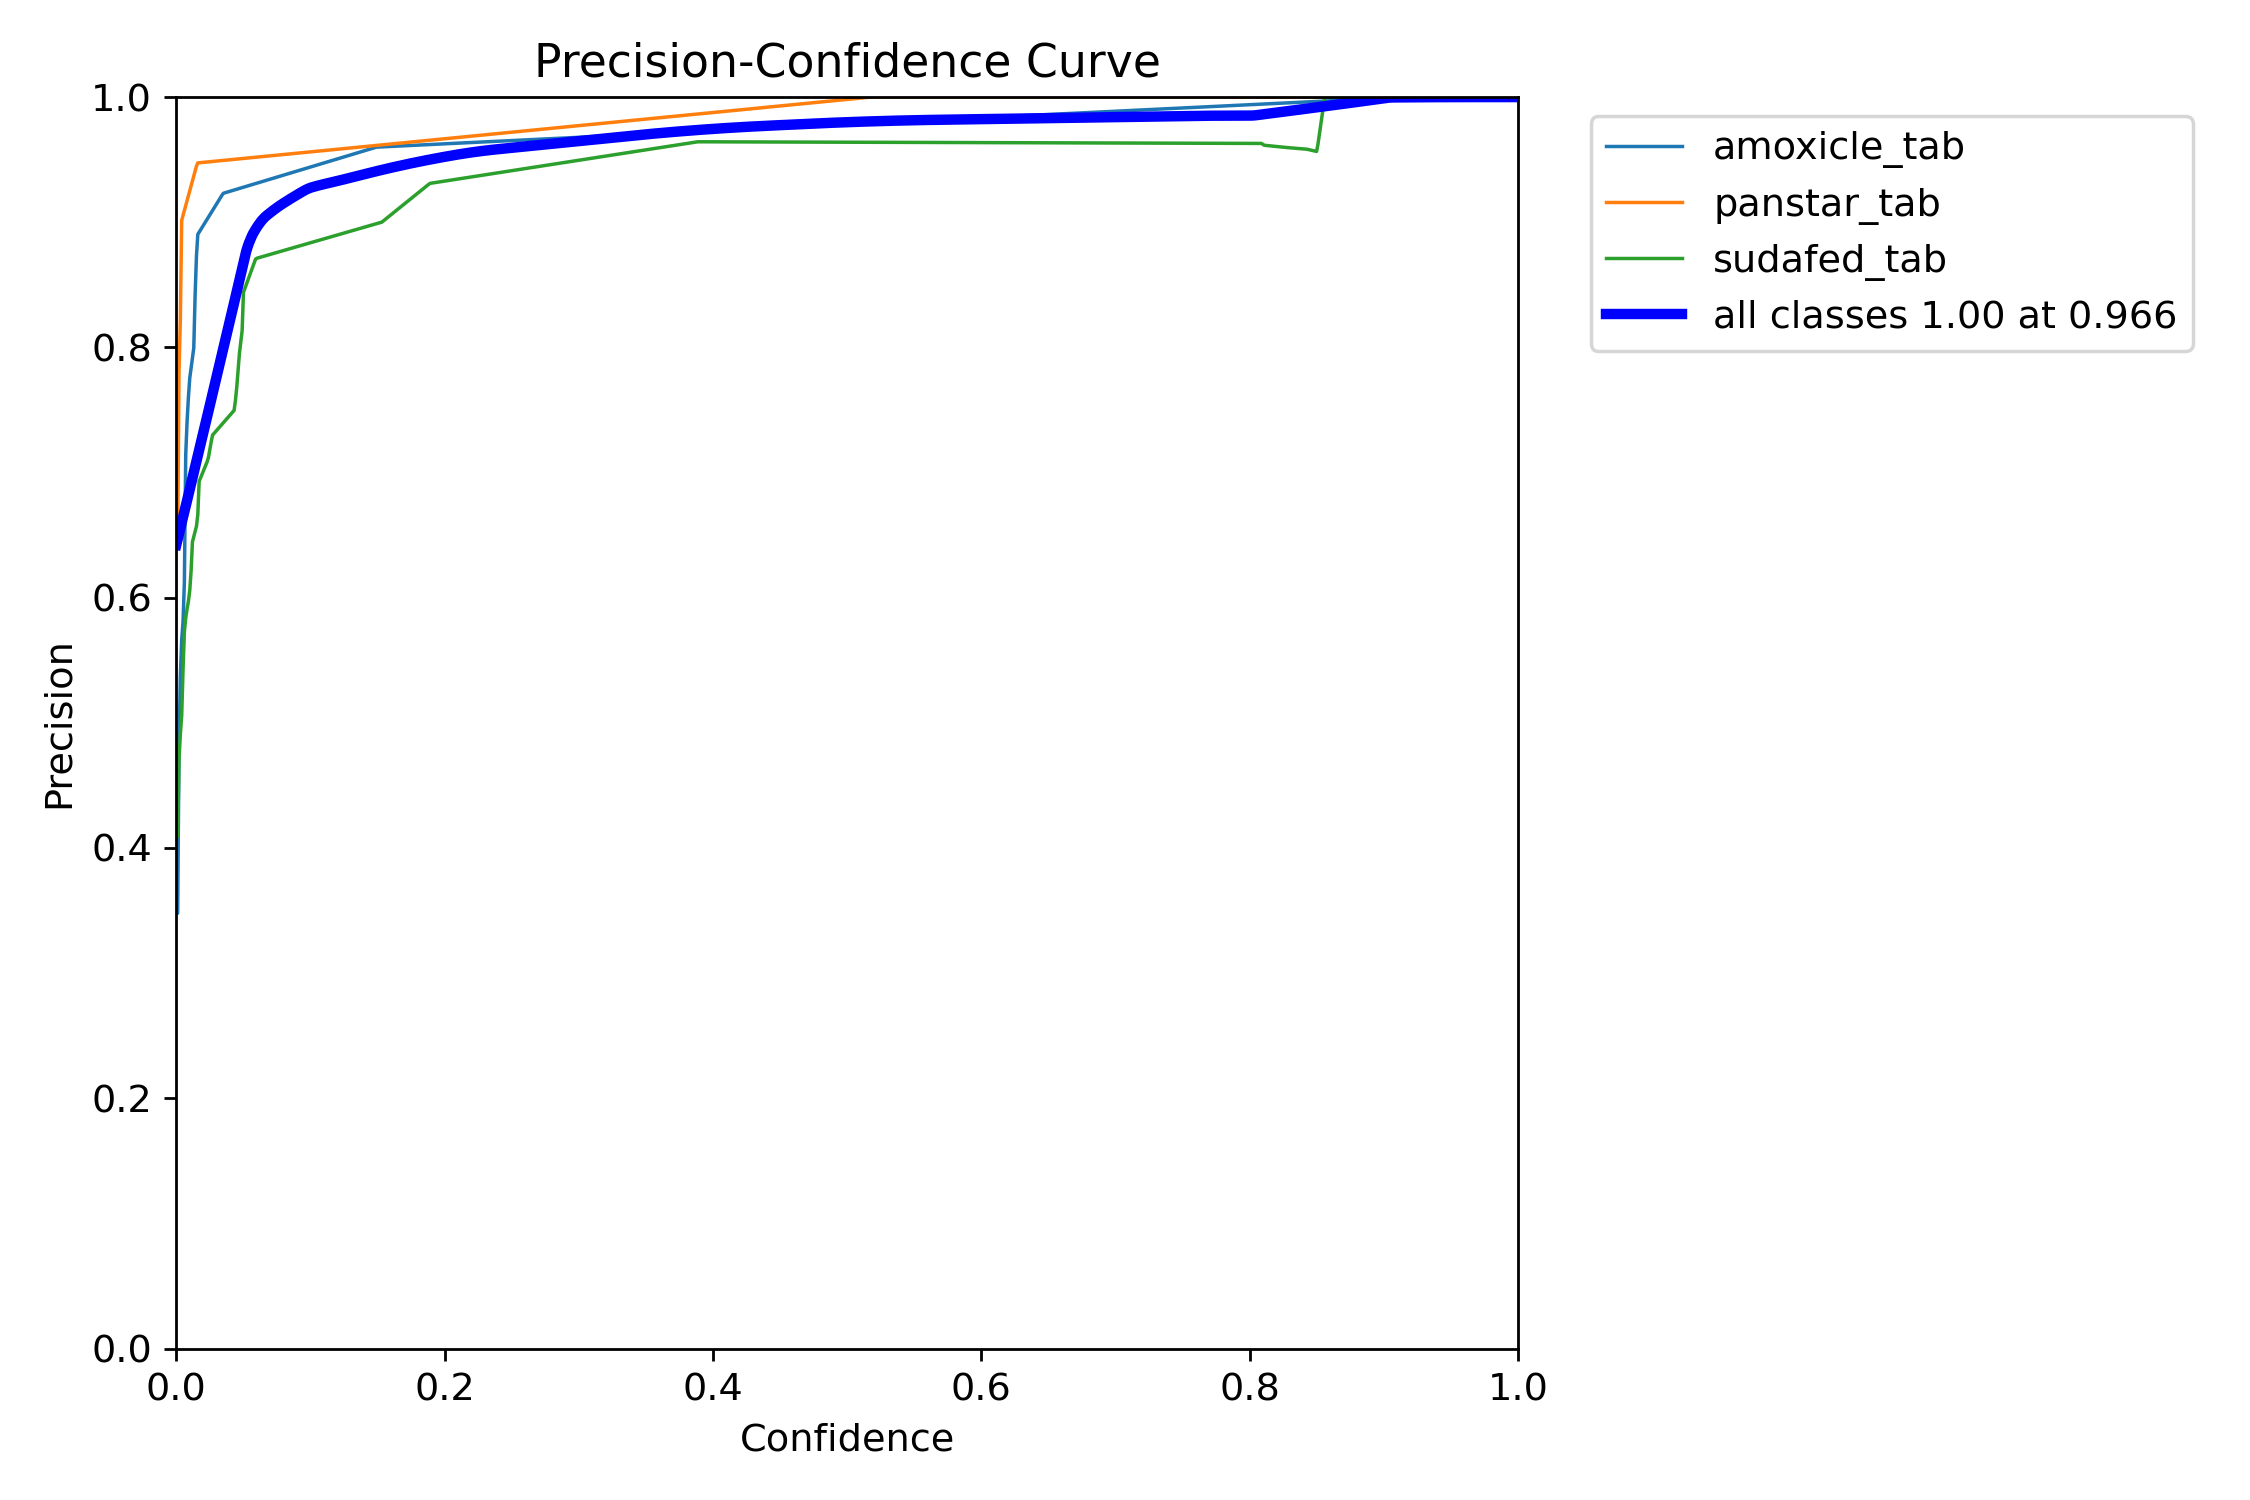 Precision-Confidence Curve
1.0
0.8
0.6
0.4
0.2
0.0
Precision
0.0 0.2 0.4 0.6 0.8 1.0
Confidence
amoxicle_tab
panstar_tab
sudafed_tab
all classes 1.00 at 0.966